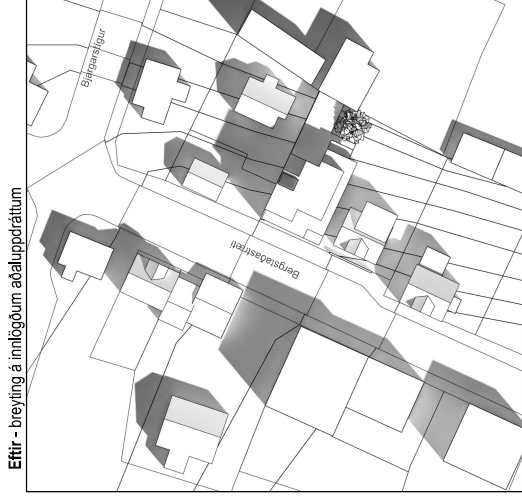 Eftir - breyting á innlögðum aðaluppdráttum
Bjargarstígur
Bergstaðastræti